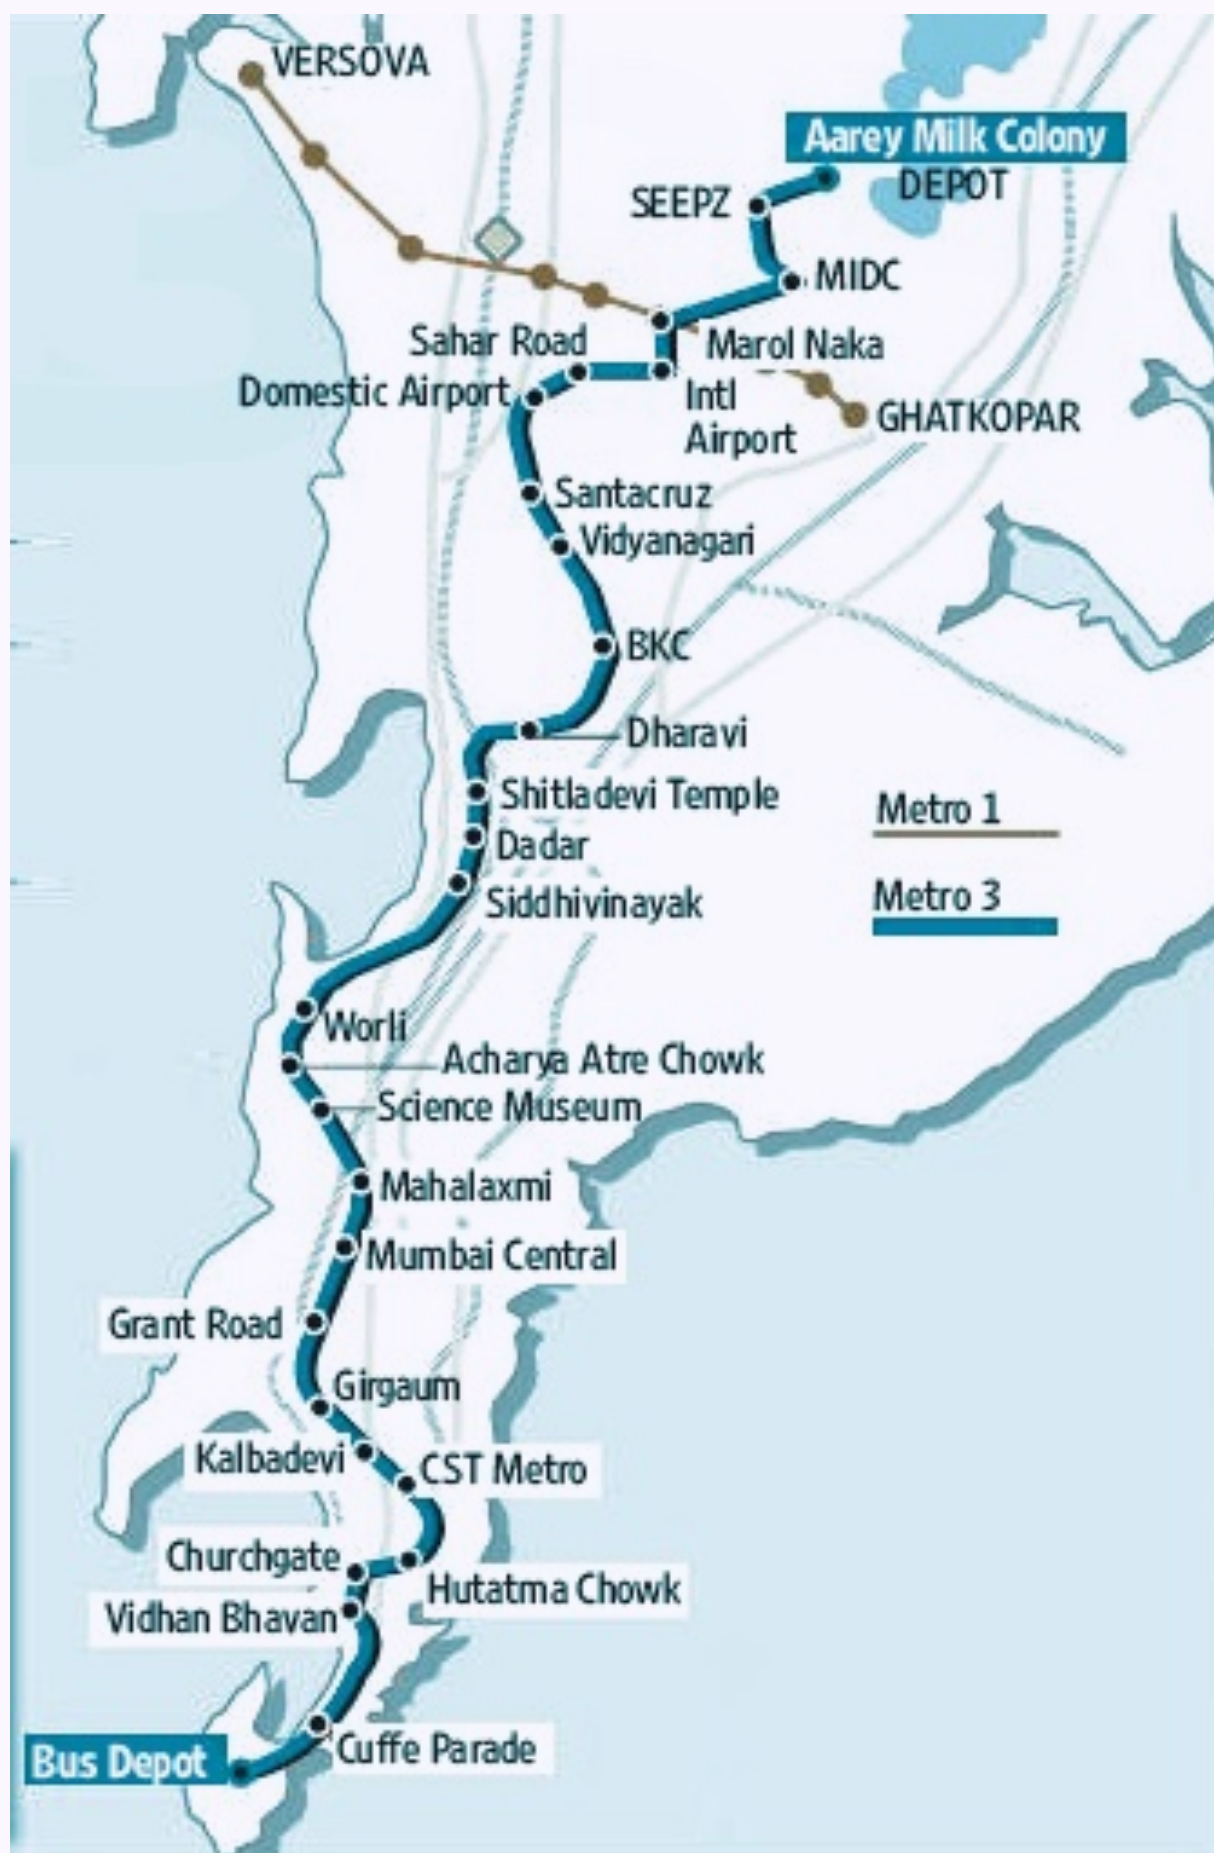 VERSOVA
Aarey Milk Colony
DEPOT
SEEPZ
MIDC
Sahar Road
Marol Naka
Domestic Airport
Intl
Airport
GHATKOPAR
Santacruz
Vidyanagari
BKC
Dharavi
Shitladevi Temple
Metro 1
Dadar
Metro 3
Siddhivinayak
Worli
Acharya Atre Chowk
Science Museum
Mahalaxmi
Mumbai Central
Grant Road
Girgaum
Kalbadevi
CST Metro
Churchgate
Hutatma Chowk
Vidhan Bhavan
Cuffe Parade
Bus Depot